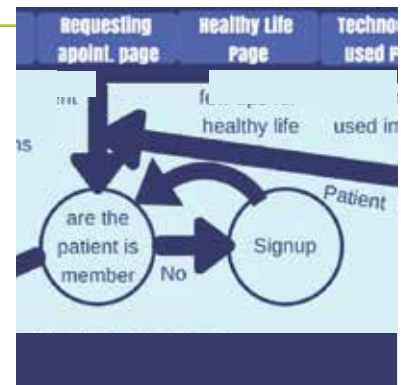 Requesting
apoint. page
Healthy Life
Page
used
healthy life
used in
Patient
are the
patient is
member
No
Signup